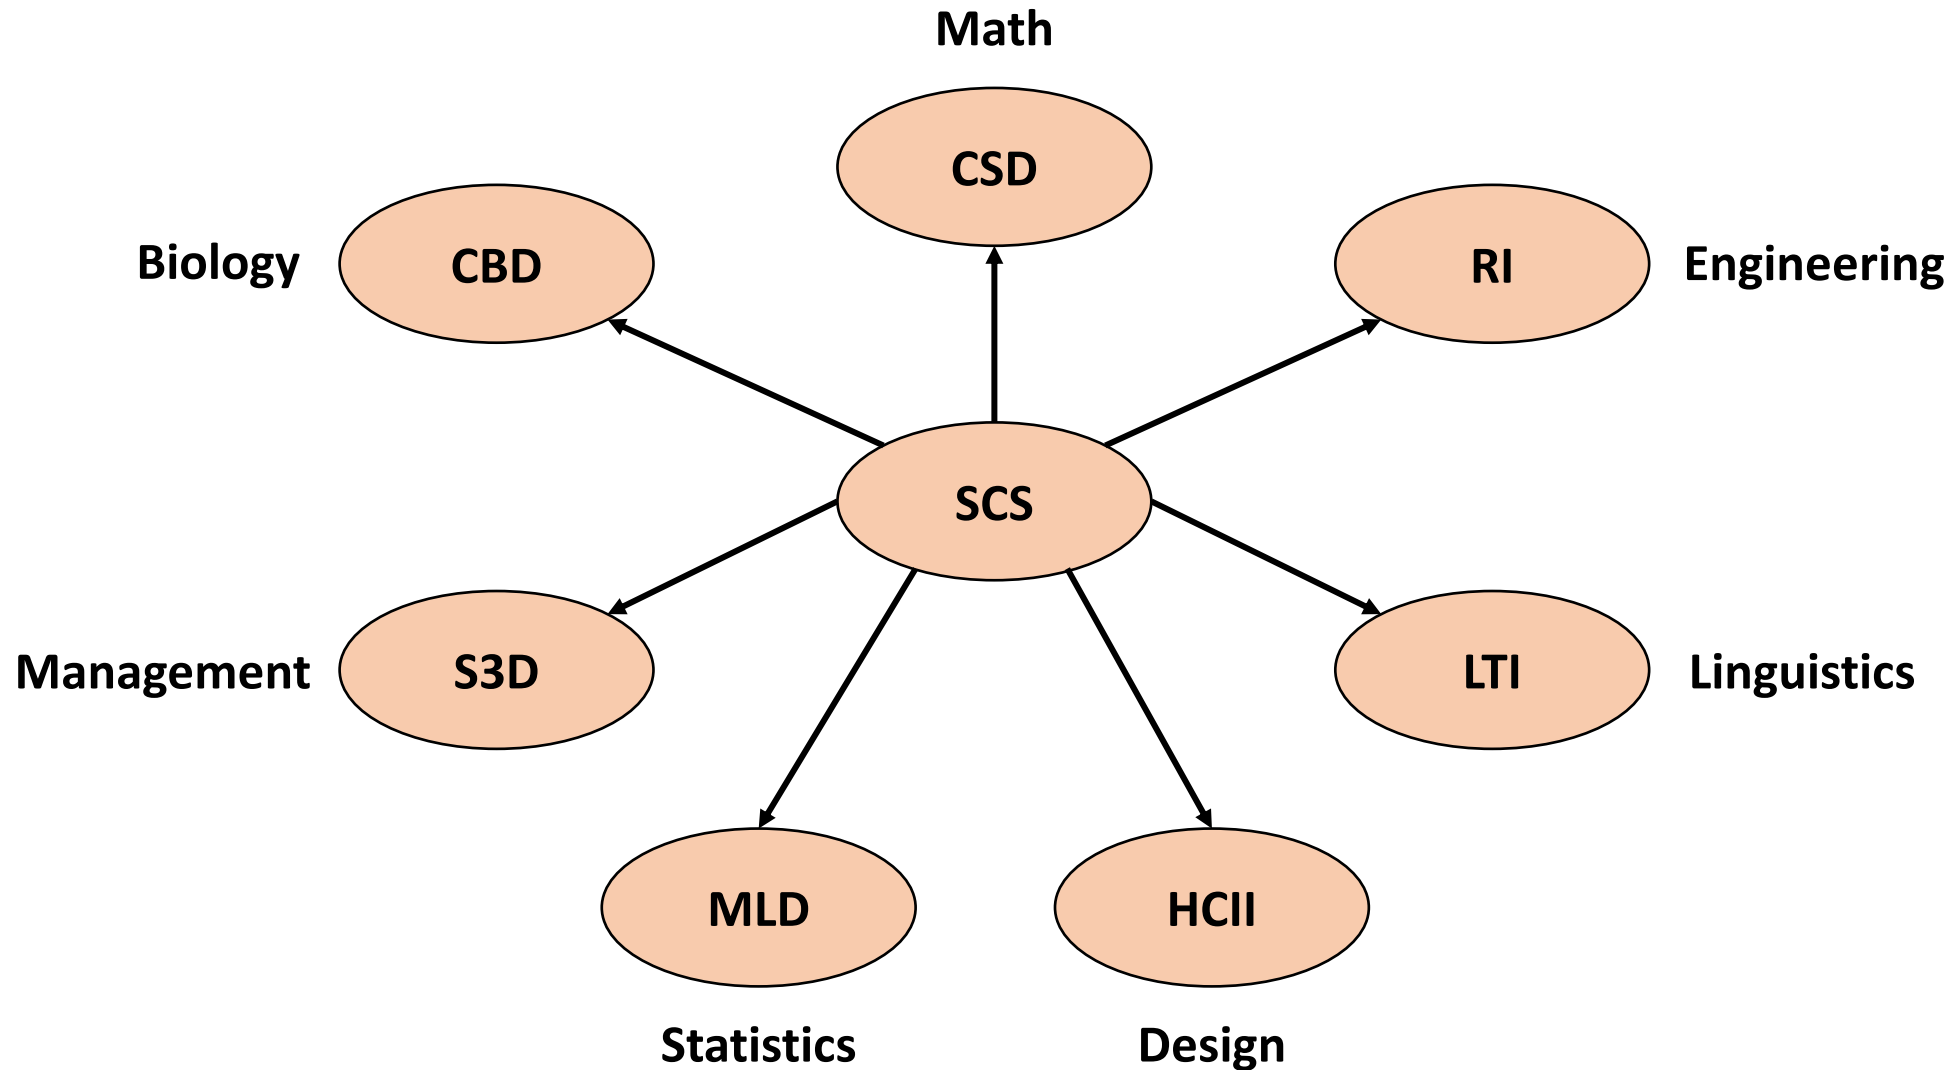 Math
CSD
Biology
CBD
RI
Engineering
SCS
Management
S3D
LTI
Linguistics
MLD
HCII
Statistics
Design